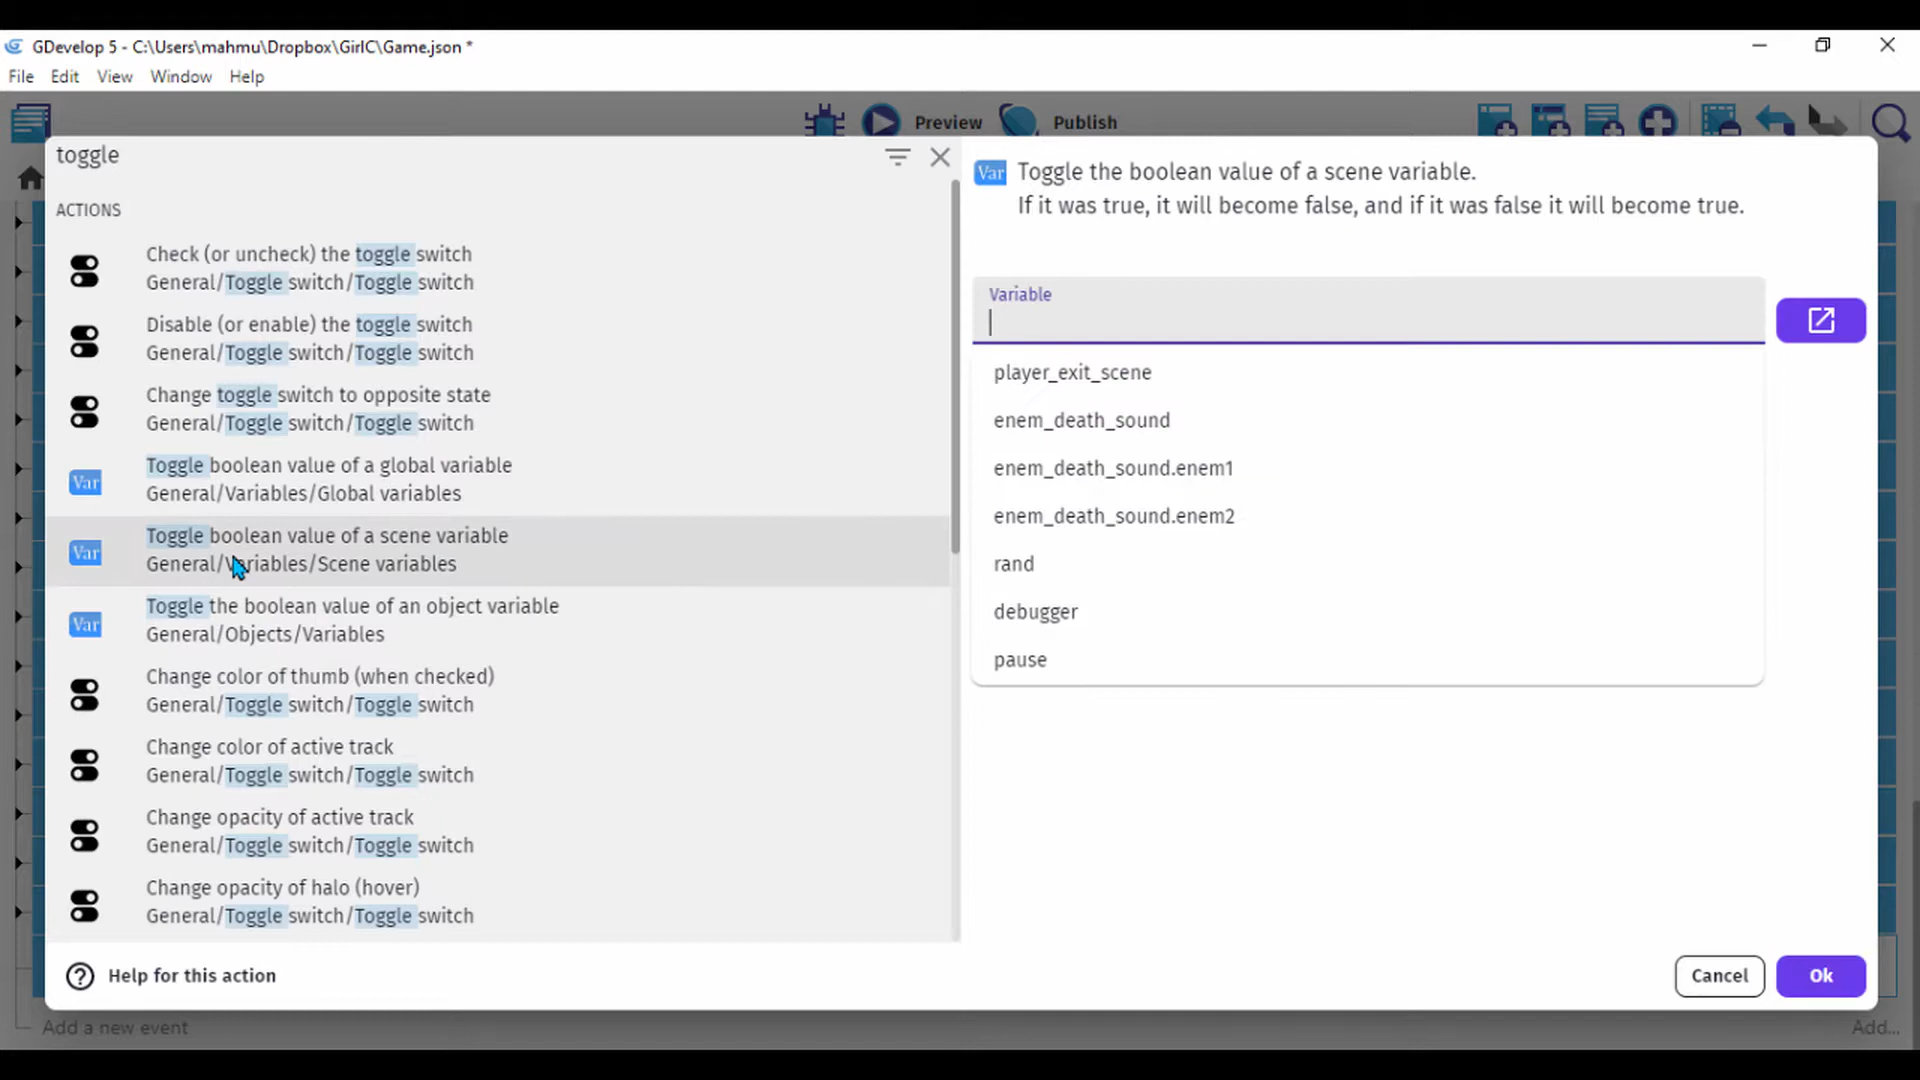 GDevelop 5 - C:\Users\mahmu\Dropbox\GirlC\Game.json *
File Edit View Window Help
Preview Publish
toggle
ACTIONS
Check (or uncheck) the toggle switch
General/Toggle switch/Toggle switch
Disable (or enable) the toggle switch
General/Toggle switch/Toggle switch
Change toggle switch to opposite state
General/Toggle switch/Toggle switch
Var
Toggle boolean value of a global variable
General/Variables/Global variables
Var
Toggle boolean value of a scene variable
General/Variables/Scene variables
Var
Toggle the boolean value of an object variable
General/Objects/Variables
Change color of thumb (when checked)
General/Toggle switch/Toggle switch
Change color of active track
General/Toggle switch/Toggle switch
Change opacity of active track
General/Toggle switch/Toggle switch
Change opacity of halo (hover)
General/Toggle switch/Toggle switch
Help for this action
Var
Toggle the boolean value of a scene variable.
If it was true, it will become false, and if it was false it will become true.
Variable
player_exit_scene
enem_death_sound
enem_death_sound.enem1
enem_death_sound.enem2
rand
debugger
pause
Cancel Ok
Add a new event
Add...